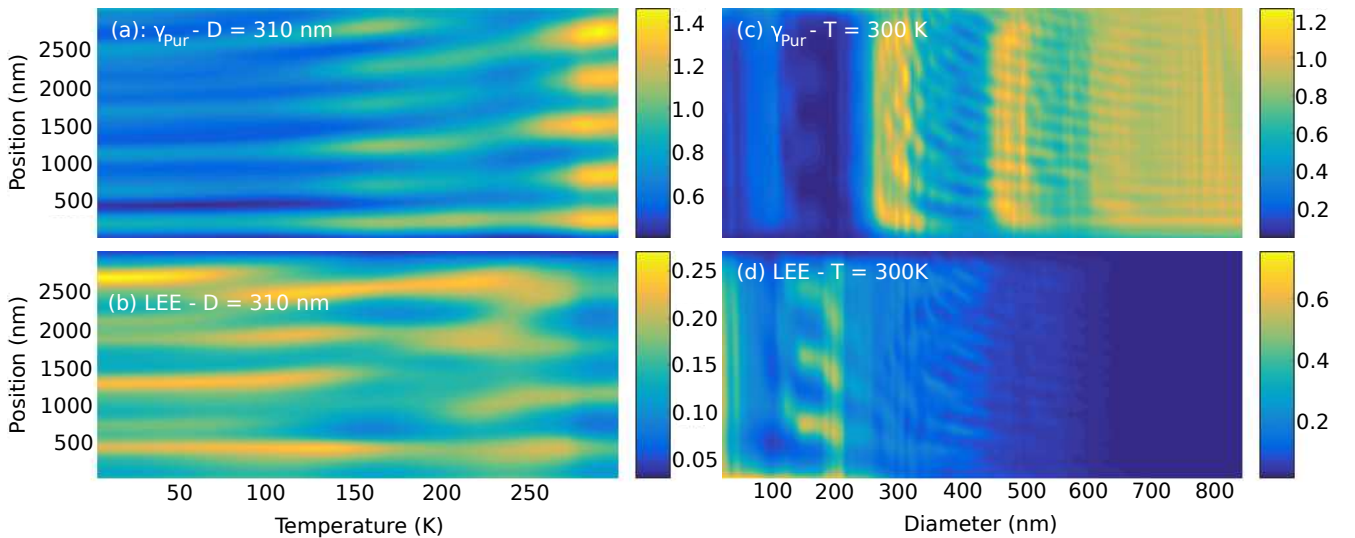 (a): γPur - D = 310 nm
Position (nm)
2500
2000
1500
1000
500
1.4
1.2
1.0
0.8
0.6
(c) γPur - T = 300 K
1.2
1.0
0.8
0.6
0.4
0.2
(b) LEE - D = 310 nm
Position (nm)
2500
2000
1500
1000
500
0.25
0.20
0.15
0.10
0.05
50 100 150 200 250
Temperature (K)
(d) LEE - T = 300K
0.6
0.4
0.2
100 200 300 400 500 600 700 800
Diameter (nm)